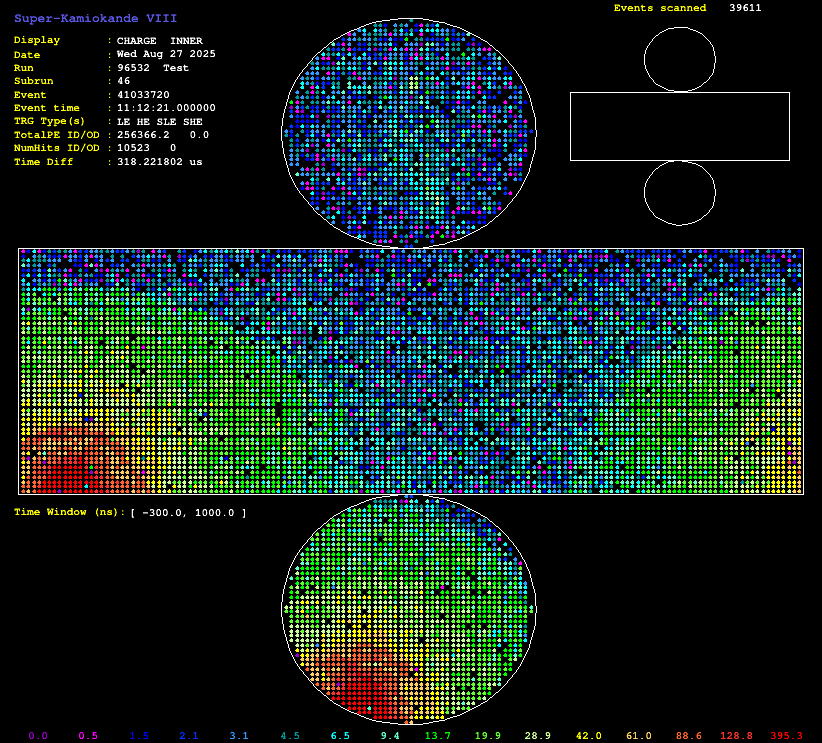 Super-Kamiokande VIII
Events scanned 39611
Display : CHARGE INNER
Date : Wed Aug 27 2025
Run : 96532 Test
Subrun : 46
Event : 41033720
Event time : 11:12:21.000000
TRG Type(s) : LE HE SLE SHE
TotalPE ID/OD : 256366.2 0.0
NumHits ID/OD : 10523 0
Time Diff : 318.221802 us
Time Window (ns): [ -300.0, 1000.0 ]
0.0 0.5 1.5 2.1 3.1 4.5 6.5 9.4 13.7 19.9 28.9 42.0 61.0 88.6 128.8 395.3